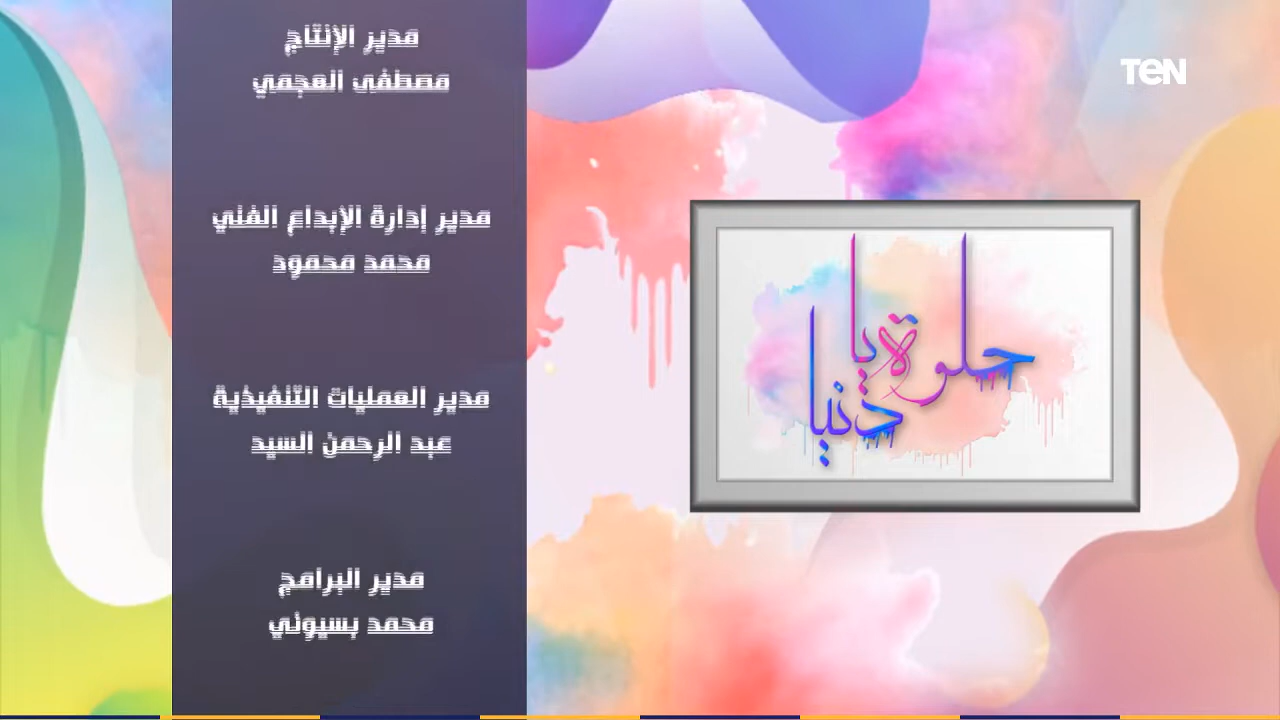 مدير الإنتاج
مصطفى العجمي
مدير إدارة الإبداع الفني
محمد محمود
مدير العمليات التنفيذية
عبد الرحمن السيد
مدير البرامج
محمد بسيوني
TeN
حلوة يا
دنيا